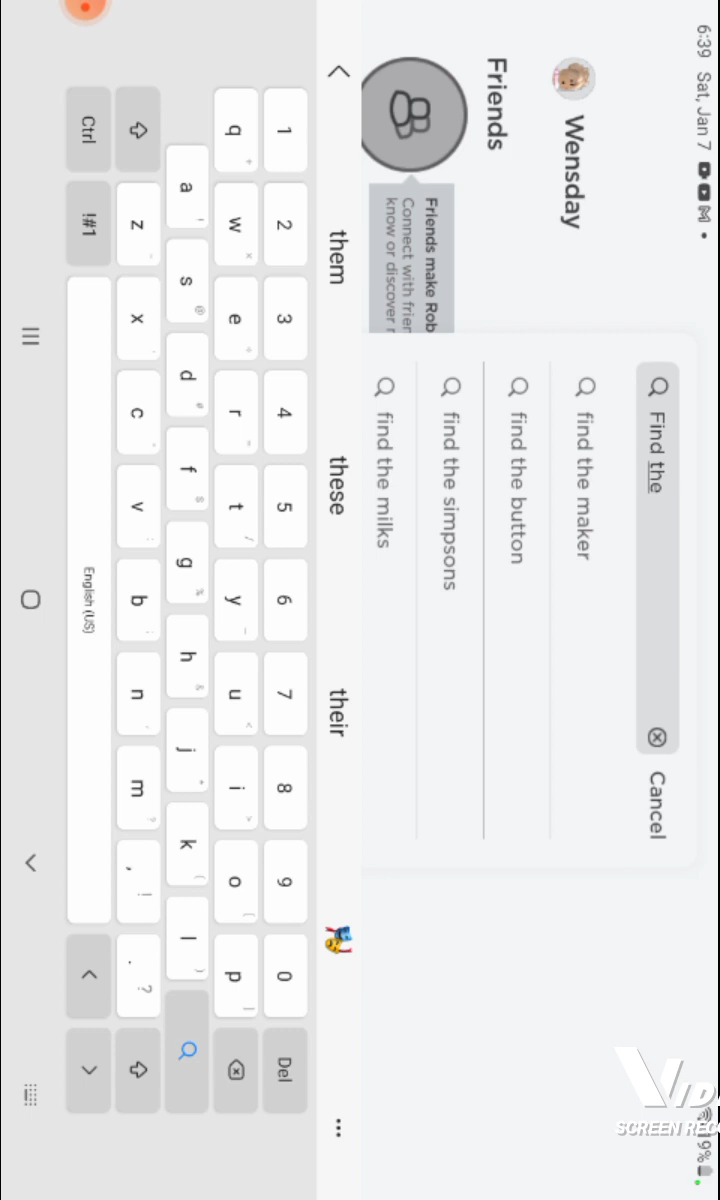 6:39 Sat, Jan 7
9%
Wensday
Friends
Friends make Rob
Connect with frien
know or discover
Find the
Cancel
find the maker
find the button
find the simpsons
find the milks
them these their
1 2 3 4 5 6 7 8 9 0 Del
q w e r t y u i o p
a s d f g h j k l
z x c v b n m , ! . ?
Ctrl !#1 English (US) < >
SCREEN REC